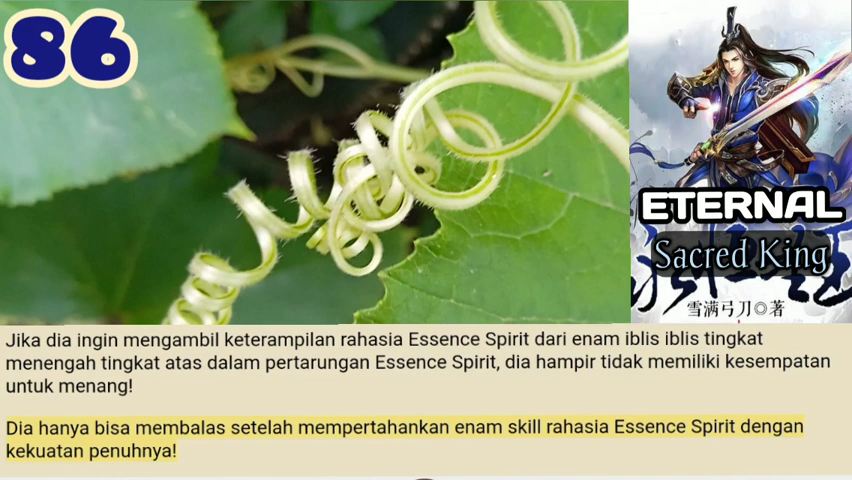 86
ETERNAL
Sacred King
雪满弓刀◎著
Jika dia ingin mengambil keterampilan rahasia Essence Spirit dari enam iblis iblis tingkat
menengah tingkat atas dalam pertarungan Essence Spirit, dia hampir tidak memiliki kesempatan
untuk menang!
Dia hanya bisa membalas setelah mempertahankan enam skill rahasia Essence Spirit dengan
kekuatan penuhnya!